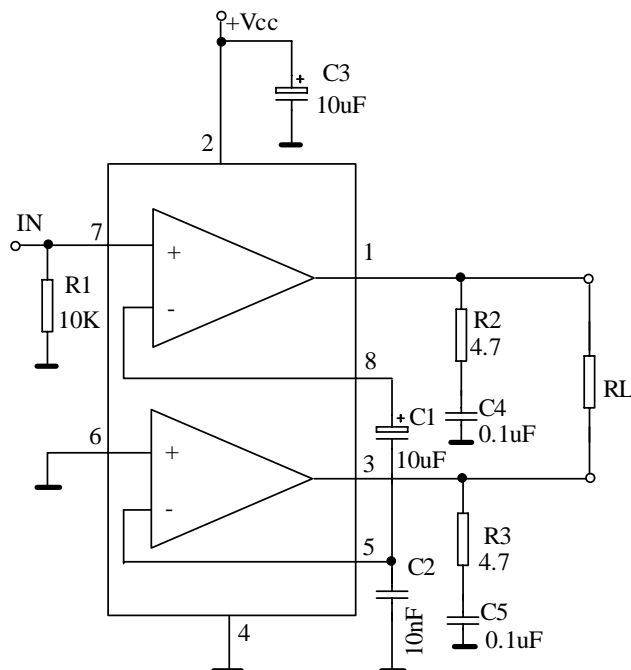 +Vcc
C3
+
10uF
2
IN
7
+
1
R1
10K
-
R2
4.7
8
RL
C4
0.1uF
+
C1
10uF
6
+
3
-
R3
4.7
5
C2
10nF
C5
0.1uF
4